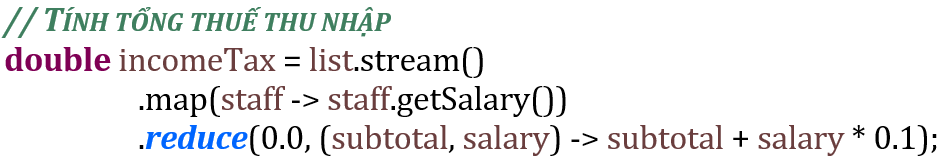 // TÍNH TỔNG THUẾ THU NHẬP
double incomeTax = list.stream()
.map(staff -> staff.getSalary())
.reduce(0.0, (subtotal, salary) -> subtotal + salary * 0.1);